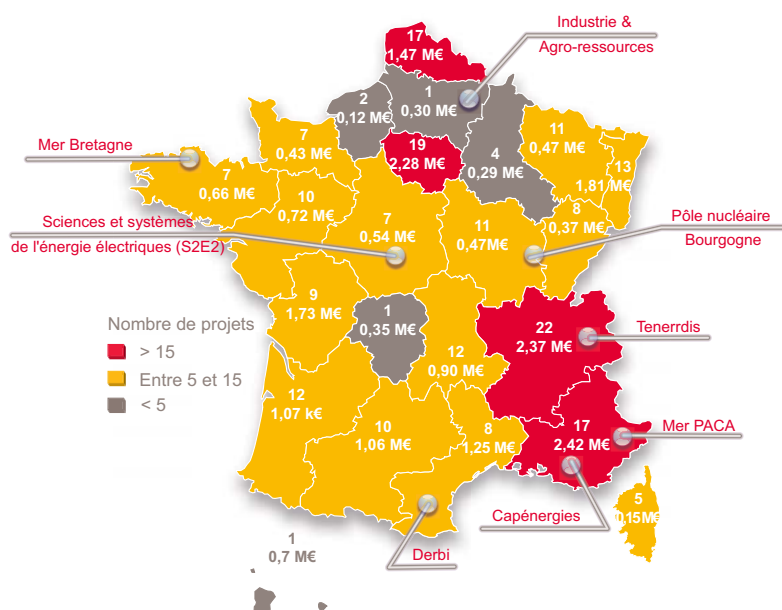 Industrie &
Agro-ressources
17
1,47 M€
2
0,12 M€
1
0,30 M€
Mer Bretagne
7
0,43 M€
19
2,28 M€
4
0,29 M€
11
0,47 M€
13
1,81 M€
7
0,66 M€
10
0,72 M€
8
0,37 M€
Sciences et systèmes
de l'énergie électriques (S2E2)
7
0,54 M€
11
0,47M€
Pôle nucléaire
Bourgogne
9
1,73 M€
1
0,35 M€
Nombre de projets
> 15
Entre 5 et 15
< 5
22
2,37 M€
Tenerrdis
12
0,90 M€
12
1,07 k€
10
1,06 M€
8
1,25 M€
17
2,42 M€
Mer PACA
5
0,15M€
Capénergies
Derbi
1
0,7 M€